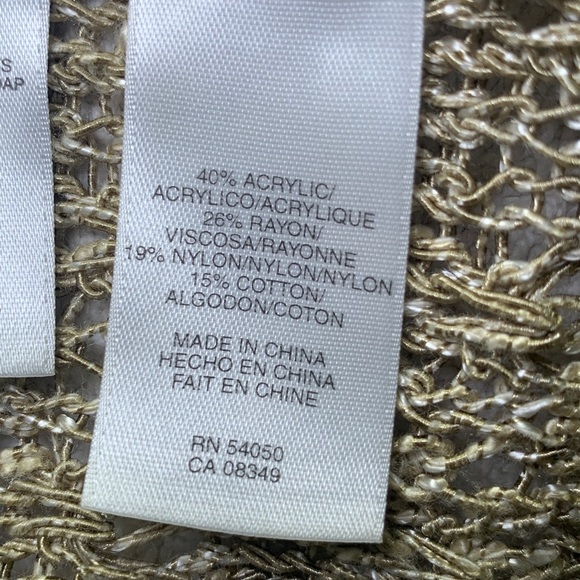 40% ACRYLIC/
ACRYLICO/ACRYLIQUE
26% RAYON/
VISCOSA/RAYONNE
19% NYLON/NYLON/NYLON
15% COTTON/
ALGODON/COTON
MADE IN CHINA
HECHO EN CHINA
FAIT EN CHINE
RN 54050
CA 08349